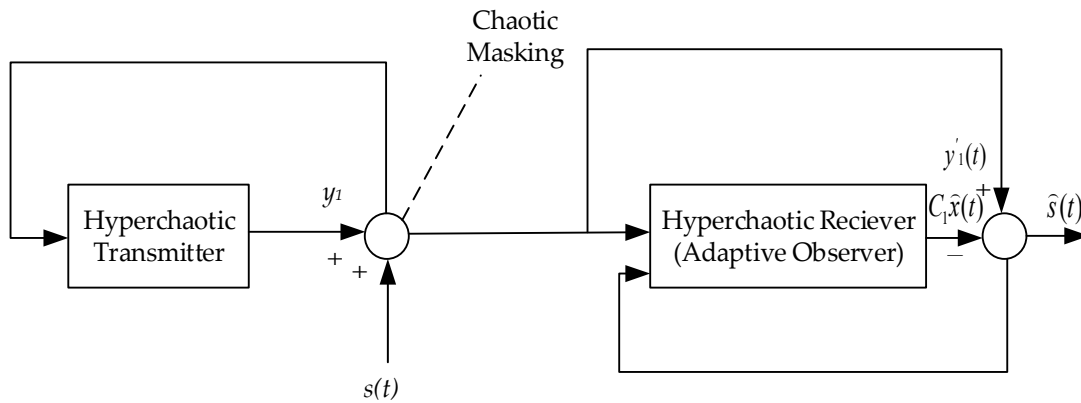 Chaotic
Masking
y'1(t)
y1
C1x̂(t)
+
ŝ(t)
Hyperchaotic
Transmitter
Hyperchaotic Reciever
(Adaptive Observer)
+
+
−
s(t)